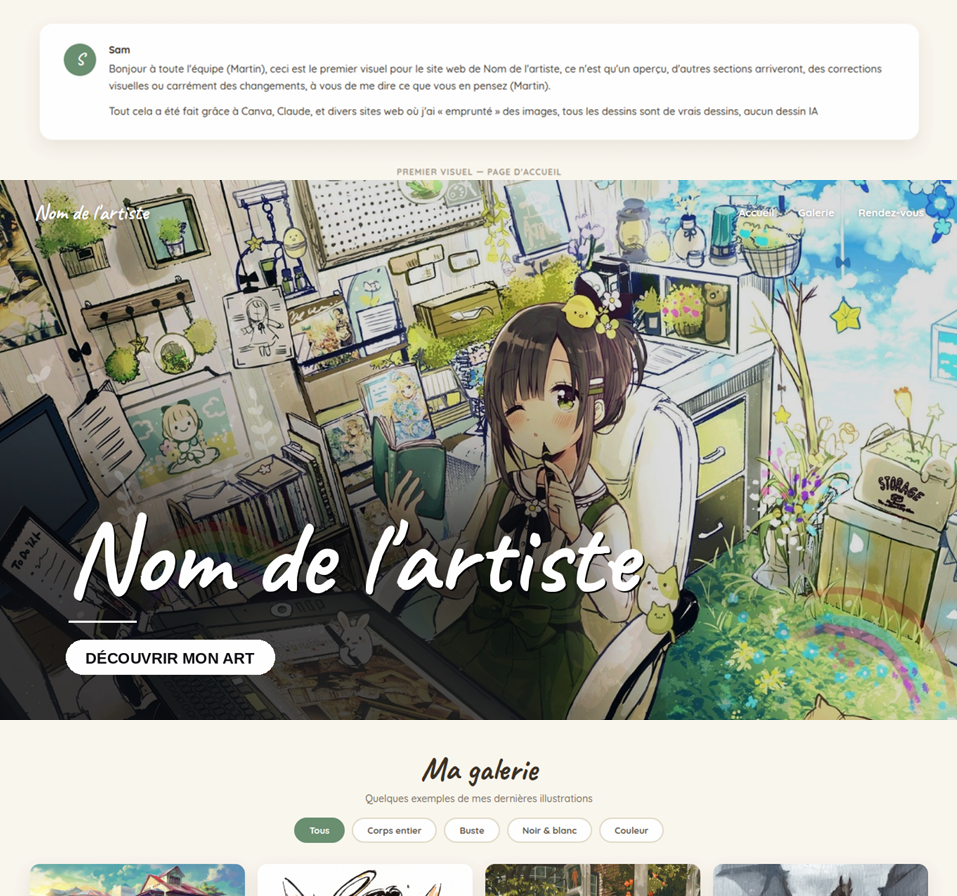 S
Sam
Bonjour à toute l'équipe (Martin), ceci est le premier visuel pour le site web de Nom de l'artiste, ce n'est qu'un aperçu, d'autres sections arriveront, des corrections
visuelles ou carrément des changements, à vous de me dire ce que vous en pensez (Martin).
Tout cela a été fait grâce à Canva, Claude, et divers sites web où j'ai « emprunté » des images, tous les dessins sont de vrais dessins, aucun dessin IA
PREMIER VISUEL — PAGE D'ACCUEIL
Nom de l'artiste
Accueil Galerie Rendez-vous
STORAGE
To Do List
Nom de l'artiste
DÉCOUVRIR MON ART
Ma galerie
Quelques exemples de mes dernières illustrations
Tous Corps entier Buste Noir & blanc Couleur